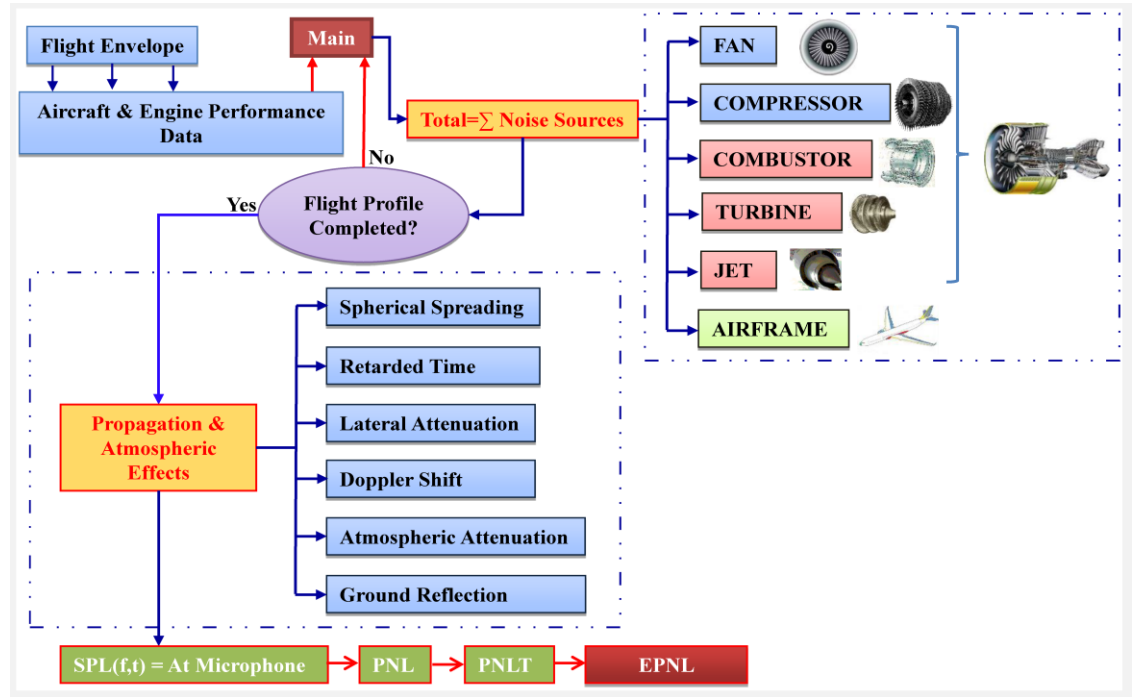 Flight Envelope
Aircraft & Engine Performance
Data
Main
Total=∑ Noise Sources
No
Yes
Flight Profile
Completed?
FAN
COMPRESSOR
COMBUSTOR
TURBINE
JET
AIRFRAME
Propagation &
Atmospheric
Effects
Spherical Spreading
Retarded Time
Lateral Attenuation
Doppler Shift
Atmospheric Attenuation
Ground Reflection
SPL(f,t) = At Microphone
PNL
PNLT
EPNL